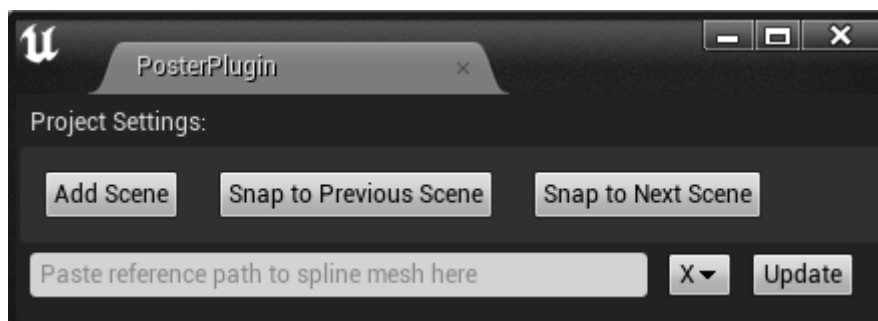 PosterPlugin
Project Settings:
Add Scene Snap to Previous Scene Snap to Next Scene
Paste reference path to spline mesh here X Update